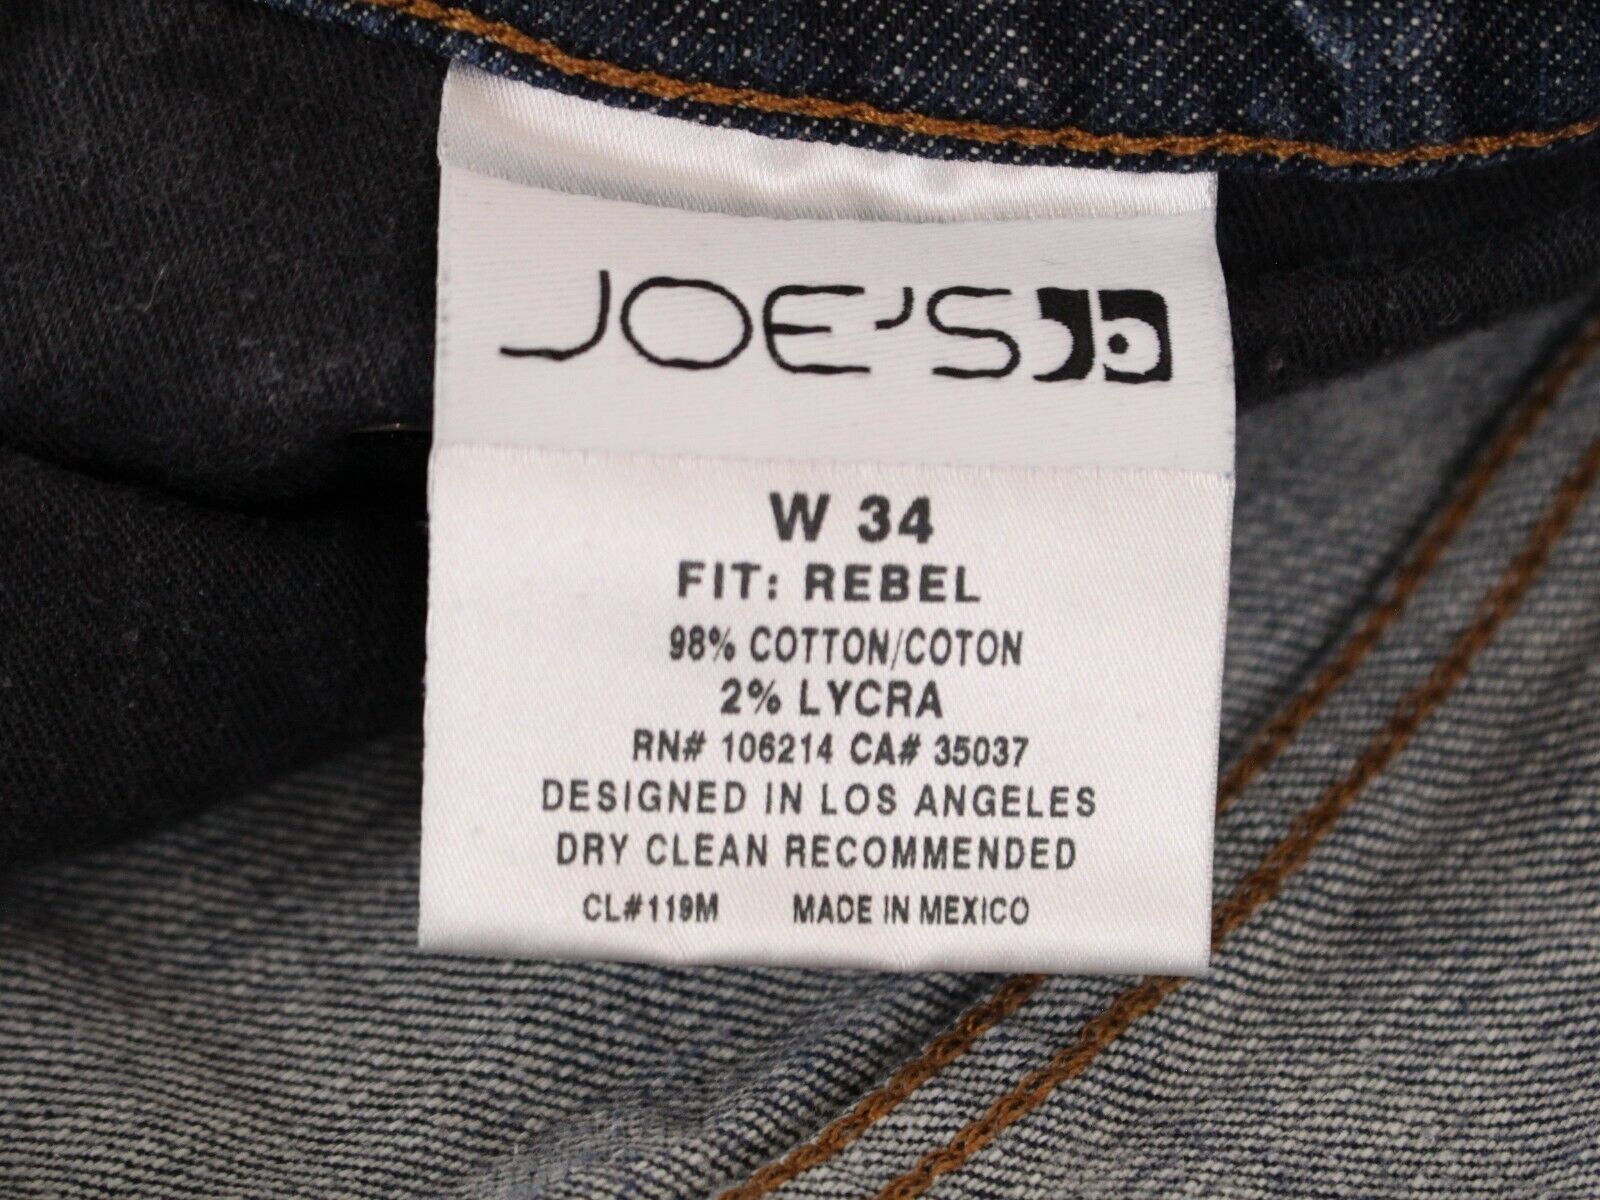 JOE'S
W 34
FIT: REBEL
98% COTTON/COTON
2% LYCRA
RN# 106214 CA# 35037
DESIGNED IN LOS ANGELES
DRY CLEAN RECOMMENDED
CL#119M MADE IN MEXICO